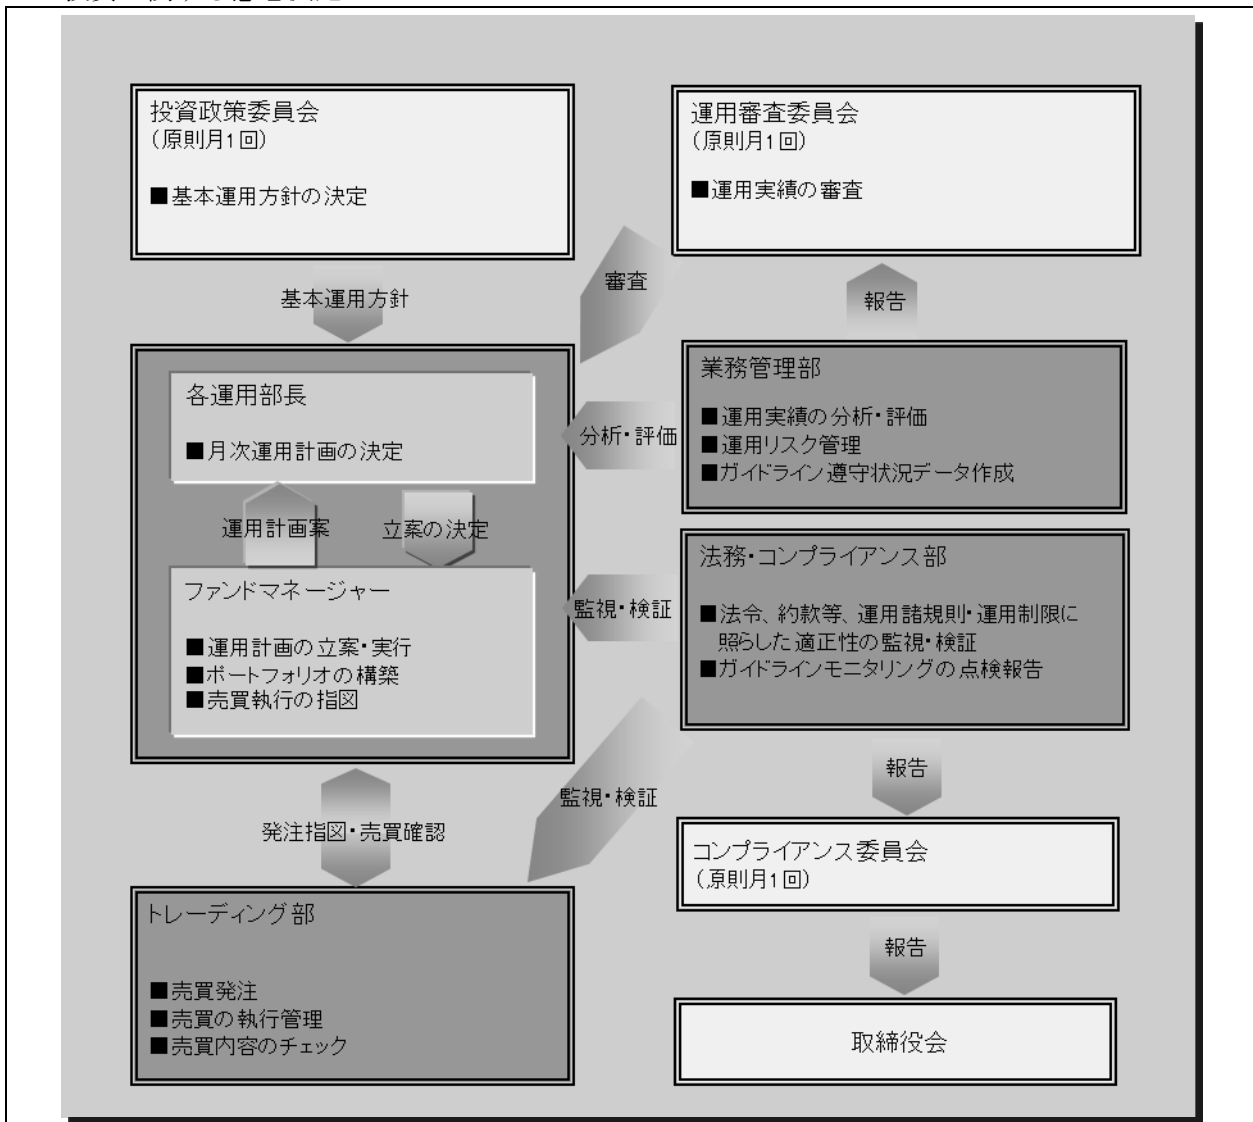 投資政策委員会
(原則月1回)
■基本運用方針の決定
運用審査委員会
(原則月1回)
■運用実績の審査
審査
基本運用方針
報告
各運用部長
■月次運用計画の決定
運用計画案
立案の決定
ファンドマネージャー
■運用計画の立案・実行
■ポートフォリオの構築
■売買執行の指図
分析・評価
業務管理部
■運用実績の分析・評価
■運用リスク管理
■ガイドライン遵守状況データ作成
監視・検証
法務・コンプライアンス部
■法令、約款等、運用諸規則・運用制限に
照らした適正性の監視・検証
■ガイドラインモニタリングの点検報告
監視・検証
発注指図・売買確認
報告
コンプライアンス委員会
(原則月1回)
トレーディング部
■売買発注
■売買の執行管理
■売買内容のチェック
報告
取締役会